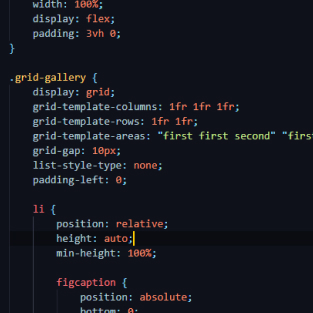 width: 100%;
display: flex;
padding: 3vh 0;
}
.grid-gallery {
display: grid;
grid-template-columns: 1fr 1fr 1fr;
grid-template-rows: 1fr 1fr;
grid-template-areas: "first first second" "firs
grid-gap: 10px;
list-style-type: none;
padding-left: 0;
li {
position: relative;
height: auto;
min-height: 100%;
figcaption {
position: absolute;
bottom: 0;